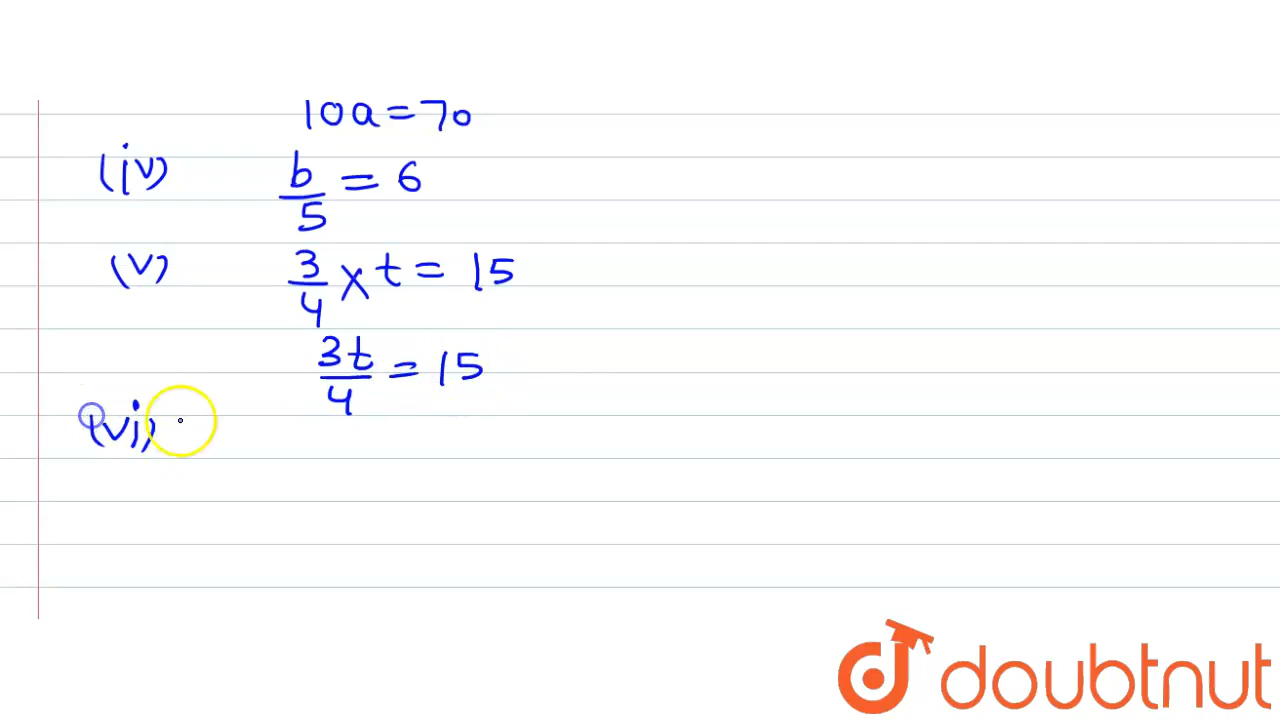 10a=70
(iv) b/5 = 6
(v) 3/4 × t = 15
3t/4 = 15
(vi)
doubtnut